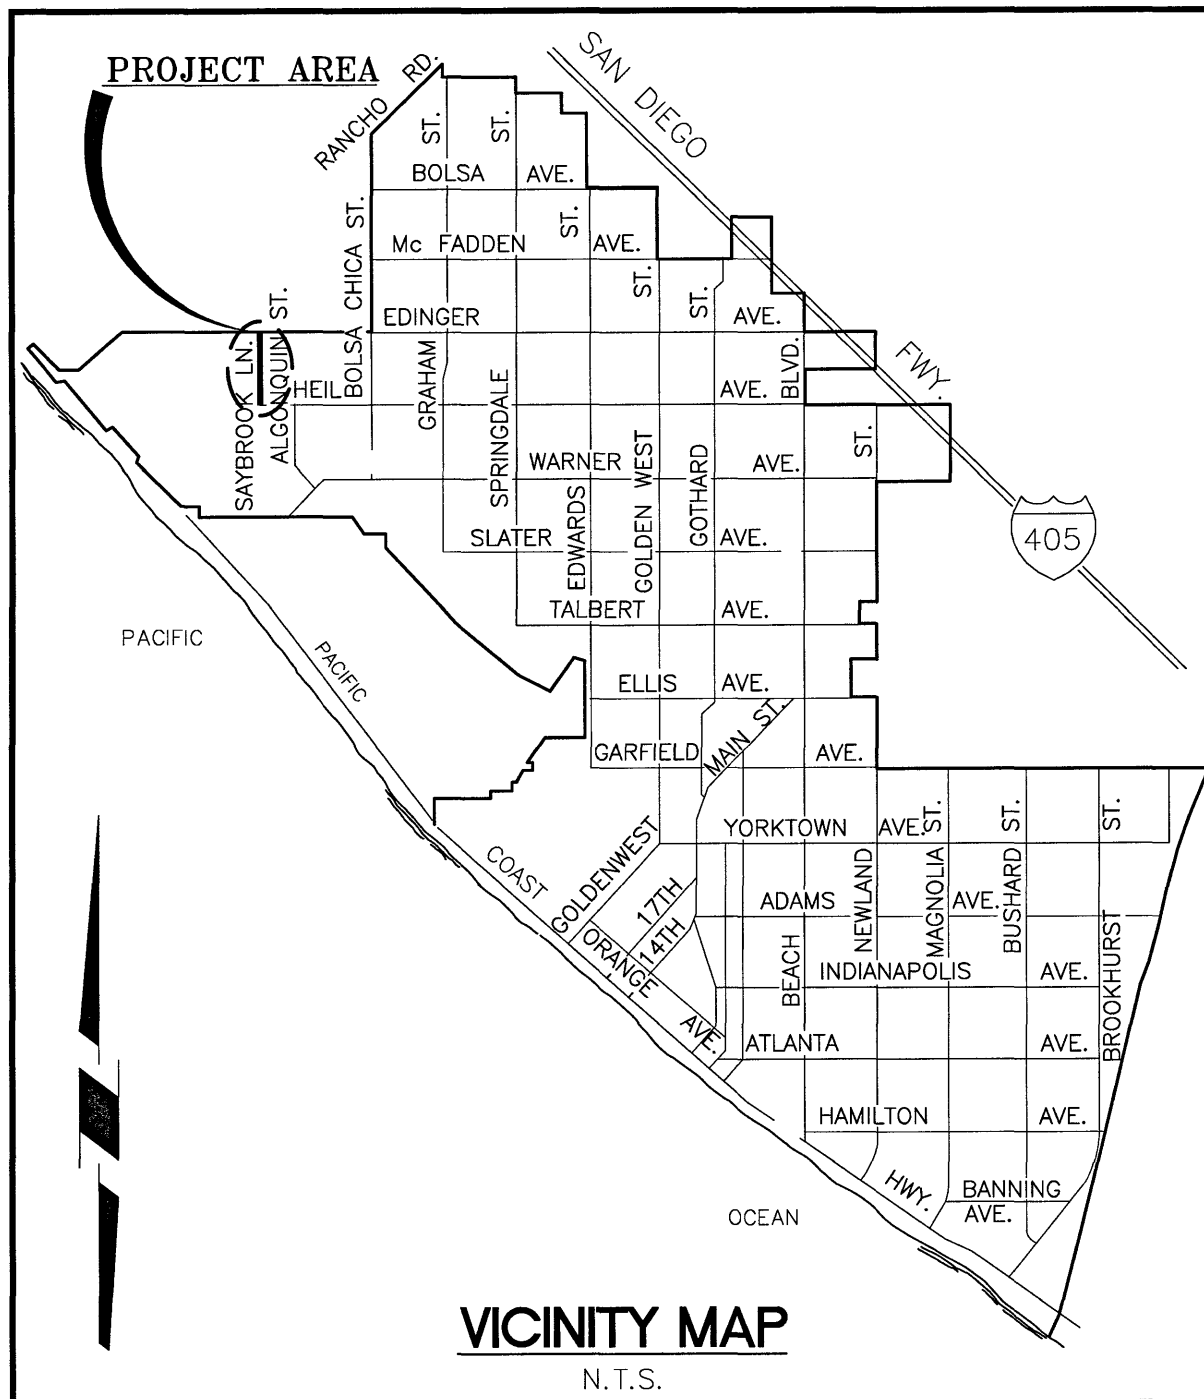 PROJECT AREA
RANCHO RD.
SAN DIEGO
FWY.
405
BOLSA AVE.
Mc FADDEN AVE.
EDINGER AVE.
HEIL AVE.
WARNER AVE.
SLATER AVE.
TALBERT AVE.
ELLIS AVE.
GARFIELD AVE.
YORKTOWN AVE.
ADAMS AVE.
INDIANAPOLIS AVE.
ATLANTA AVE.
HAMILTON AVE.
BANNING
AVE.
SAYBROOK LN.
ALGONQUIN ST.
BOLSA CHICA ST.
GRAHAM ST.
SPRINGDALE ST.
EDWARDS ST.
GOLDEN WEST ST.
GOTHARD ST.
MAIN ST.
BEACH BLVD.
NEWLAND ST.
MAGNOLIA ST.
BUSHARD ST.
BROOKHURST ST.
GOLDENWEST
17TH
14TH
ORANGE AVE.
PACIFIC COAST HWY.
PACIFIC
OCEAN
VICINITY MAP
N.T.S.